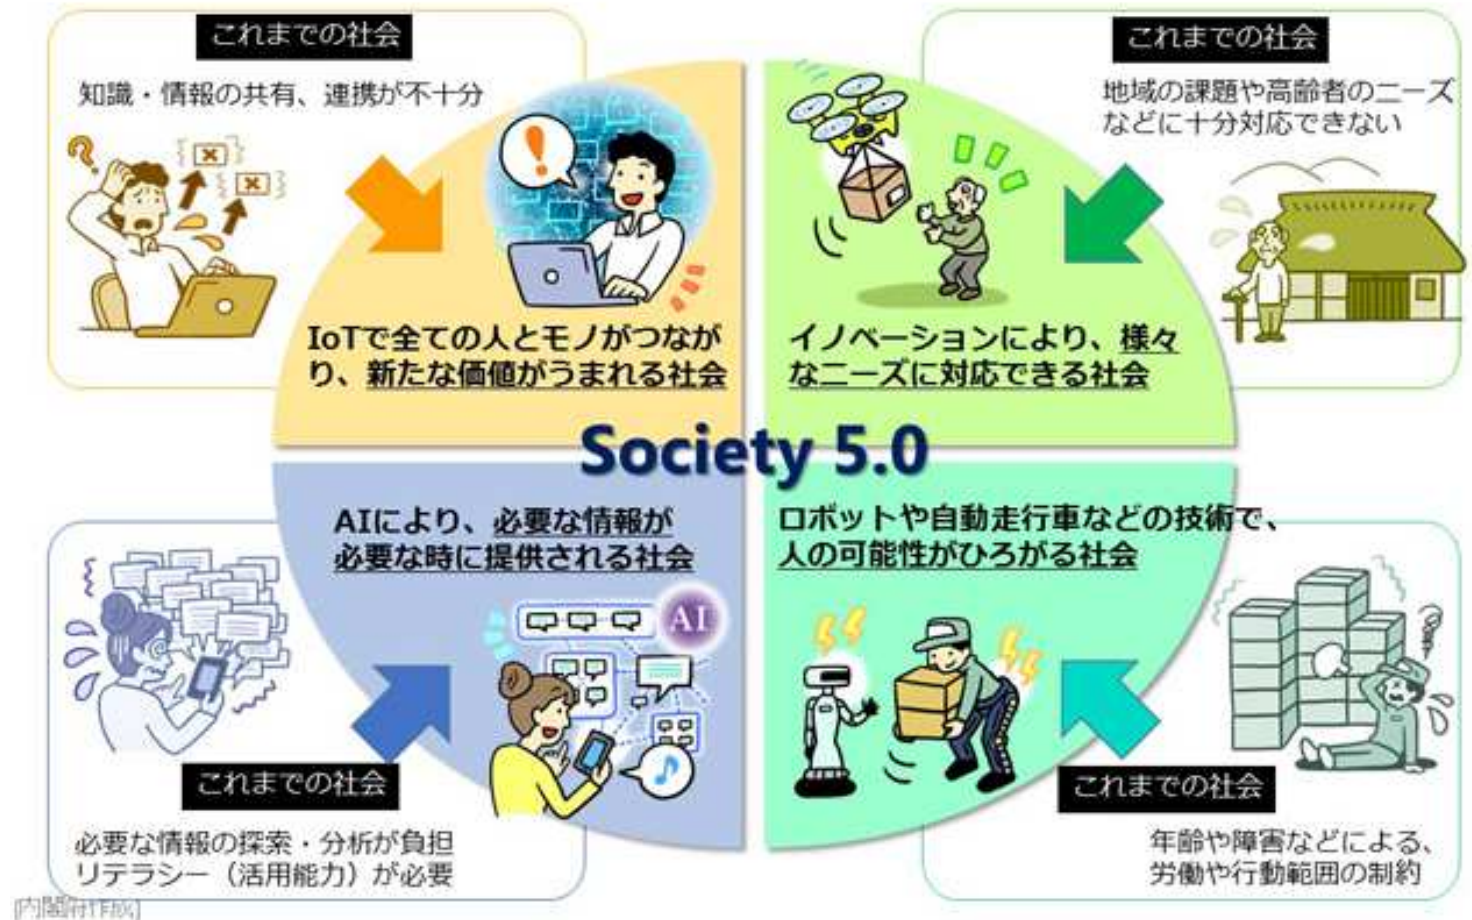 これまでの社会
知識・情報の共有、連携が不十分
IoTで全ての人とモノがつなが
り、新たな価値がうまれる社会
これまでの社会
地域の課題や高齢者のニーズ
などに十分対応できない
イノベーションにより、様々
なニーズに対応できる社会
Society 5.0
AIにより、必要な情報が
必要な時に提供される社会
AI
これまでの社会
必要な情報の探索・分析が負担
リテラシー（活用能力）が必要
ロボットや自動走行車などの技術で、
人の可能性がひろがる社会
これまでの社会
年齢や障害などによる、
労働や行動範囲の制約
[内閣府作成]